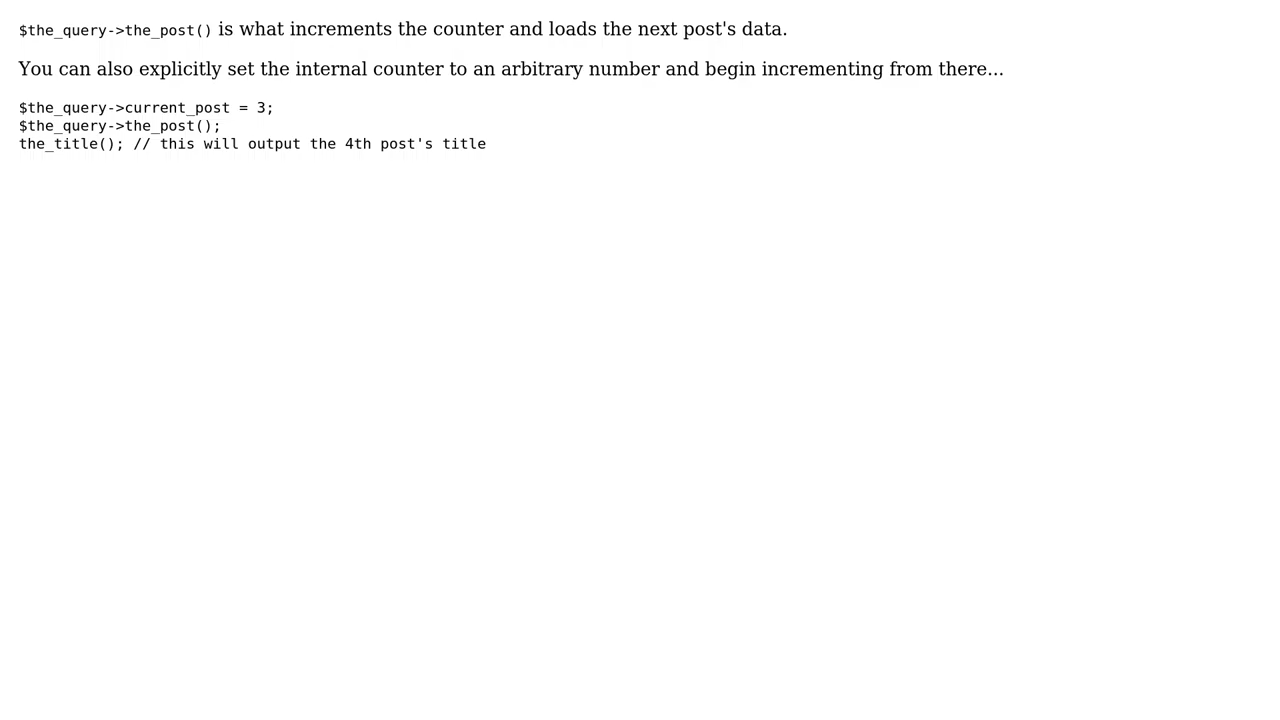 $the_query->the_post() is what increments the counter and loads the next post's data.
You can also explicitly set the internal counter to an arbitrary number and begin incrementing from there...
$the_query->current_post = 3;
$the_query->the_post();
the_title(); // this will output the 4th post's title